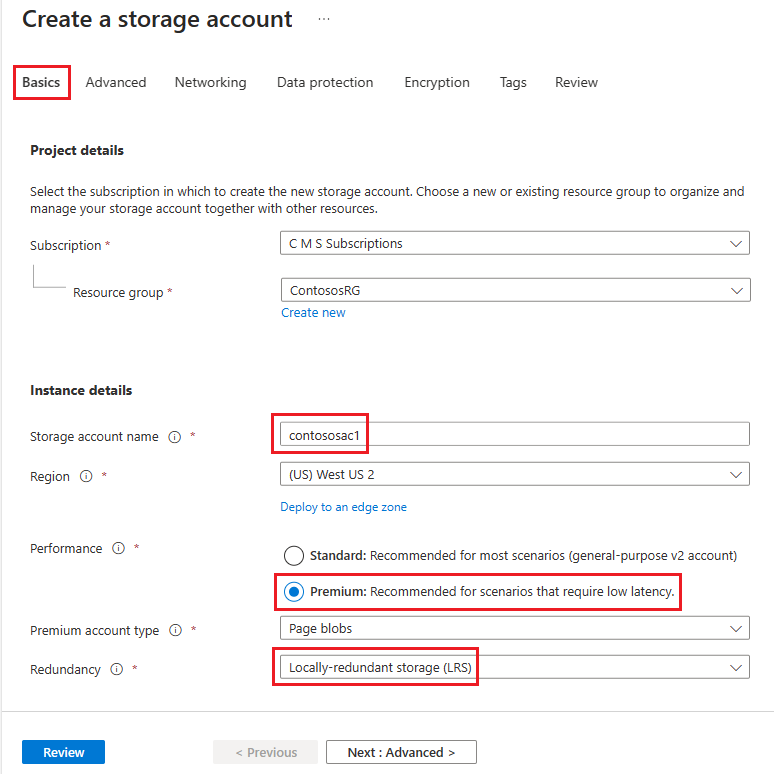 Create a storage account ...
Basics Advanced Networking Data protection Encryption Tags Review
Project details
Select the subscription in which to create the new storage account. Choose a new or existing resource group to organize and
manage your storage account together with other resources.
Subscription * C M S Subscriptions
Resource group * ContososRG
Create new
Instance details
Storage account name * contososac1
Region * (US) West US 2
Deploy to an edge zone
Performance * Standard: Recommended for most scenarios (general-purpose v2 account)
Premium: Recommended for scenarios that require low latency.
Premium account type * Page blobs
Redundancy * Locally-redundant storage (LRS)
Review < Previous Next : Advanced >